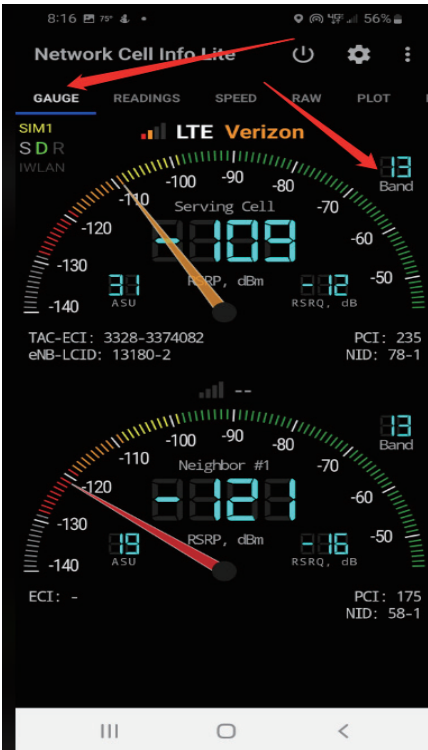 8:16 75° 56%
Network Cell Info Lite
GAUGE READINGS SPEED RAW PLOT
SIM1
LTE Verizon
S D R
IWLAN
13
Band
-140 -130 -120 -110 -100 -90 -80 -70 -60 -50
Serving Cell
-109
RSRP, dBm
31
ASU
-12
RSRQ, dB
TAC-ECI: 3328-3374082 PCI: 235
eNB-LCID: 13180-2 NID: 78-1
--
13
Band
-140 -130 -120 -110 -100 -90 -80 -70 -60 -50
Neighbor #1
-121
RSRP, dBm
19
ASU
-16
RSRQ, dB
ECI: - PCI: 175
NID: 58-1